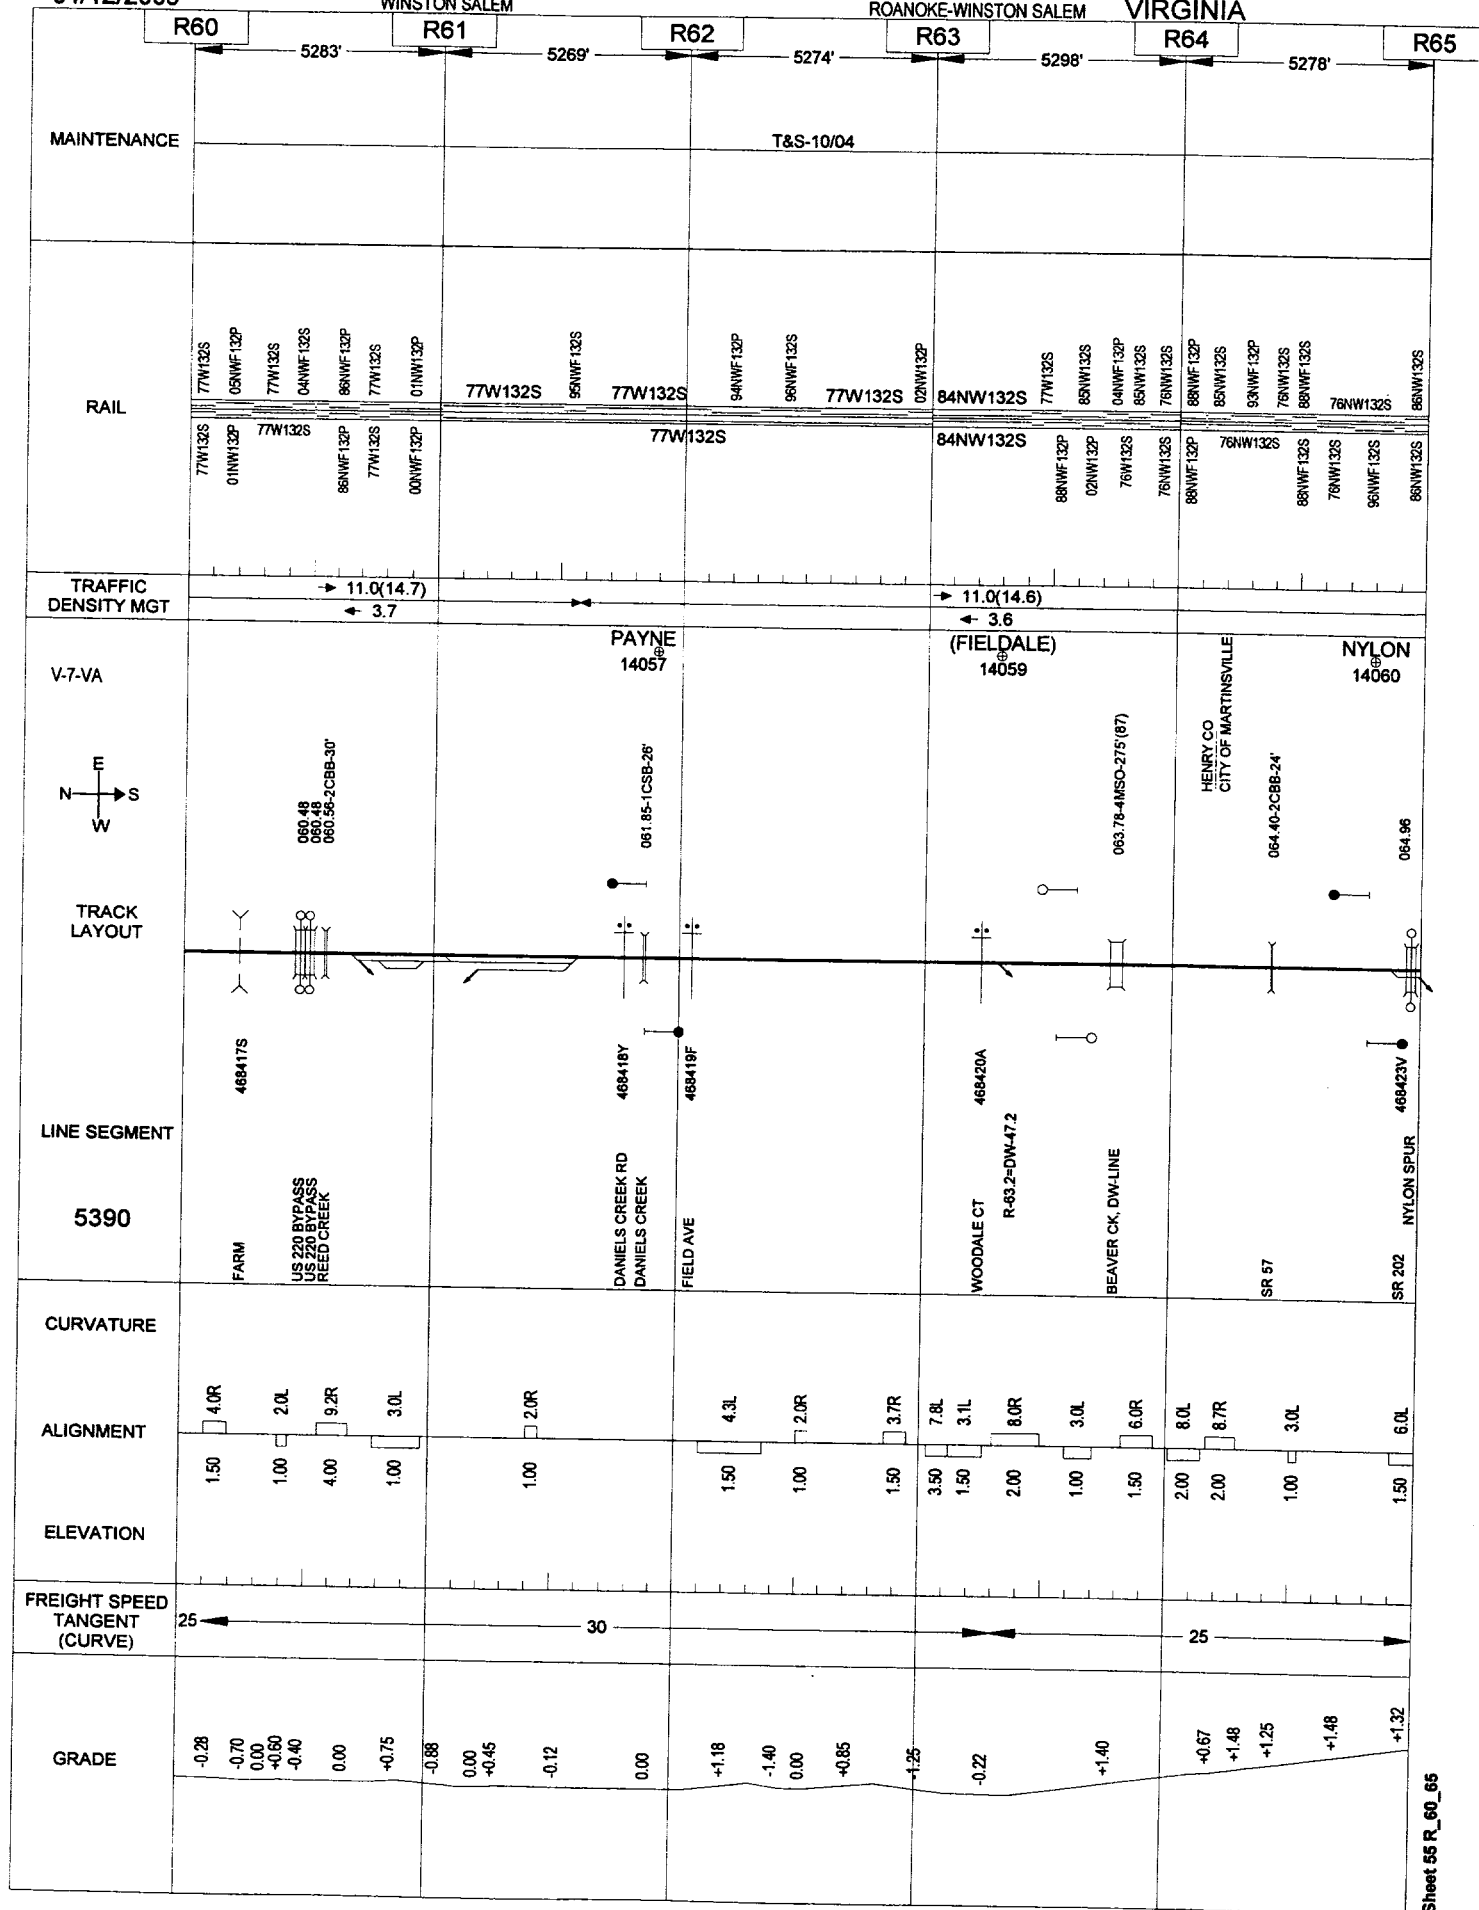 WINSTON SALEM
ROANOKE-WINSTON SALEM VIRGINIA
R60 R61 R62 R63 R64 R65
5283' 5269' 5274' 5298' 5278'
MAINTENANCE
T&S-10/04
RAIL
77W132S 05NWF132P 77W132S 04NWF132S 86NWF132P 77W132S 01NW132P 77W132S 95NWF132S 77W132S 94NWF132P 96NWF132S 77W132S 02NW132P 84NW132S 77W132S 85NW132S 04NWF132P 85NW132S 76NW132S 88NWF132P 85NW132S 93NWF132P 76NW132S 88NWF132S 76NW132S 86NW132S
77W132S 01NW132P 77W132S 86NWF132P 77W132S 00NWF132P 77W132S 84NW132S 88NWF132P 02NW132P 76W132S 76NW132S 88NWF132P 76NW132S 88NWF132S 76NW132S 96NWF132S 86NW132S
TRAFFIC
DENSITY MGT
11.0(14.7) 11.0(14.6)
3.7 3.6
V-7-VA
PAYNE
14057
(FIELDALE)
14059
NYLON
14060
HENRY CO
CITY OF MARTINSVILLE
E
N S
W
060.48
060.48
060.56-2CBB-30'
061.85-1CSB-26'
063.78-4MSO-275'(87)
064.40-2CBB-24'
064.96
TRACK
LAYOUT
468417S
468418Y
468419F
468420A
468423V
LINE SEGMENT
5390
FARM
US 220 BYPASS
US 220 BYPASS
REED CREEK
DANIELS CREEK RD
DANIELS CREEK
FIELD AVE
WOODALE CT
R-63.2=DW-47.2
BEAVER CK, DW-LINE
SR 57
SR 202
NYLON SPUR
CURVATURE
ALIGNMENT
4.0R 2.0L 9.2R 3.0L 2.0R 4.3L 2.0R 3.7R 7.8L 3.1L 8.0R 3.0L 6.0R 8.0L 8.7R 3.0L 6.0L
1.50 1.00 4.00 1.00 1.00 1.50 1.00 1.50 3.50 1.50 2.00 1.00 1.50 2.00 2.00 1.00 1.50
ELEVATION
FREIGHT SPEED
TANGENT
(CURVE)
25 30 25
GRADE
-0.28 -0.70 0.00 +0.60 -0.40 0.00 +0.75 -0.88 0.00 +0.45 -0.12 0.00 +1.18 -1.40 0.00 +0.85 -1.25 -0.22 +1.40 +0.67 +1.48 +1.25 +1.48 +1.32
Sheet 55 R_60_65